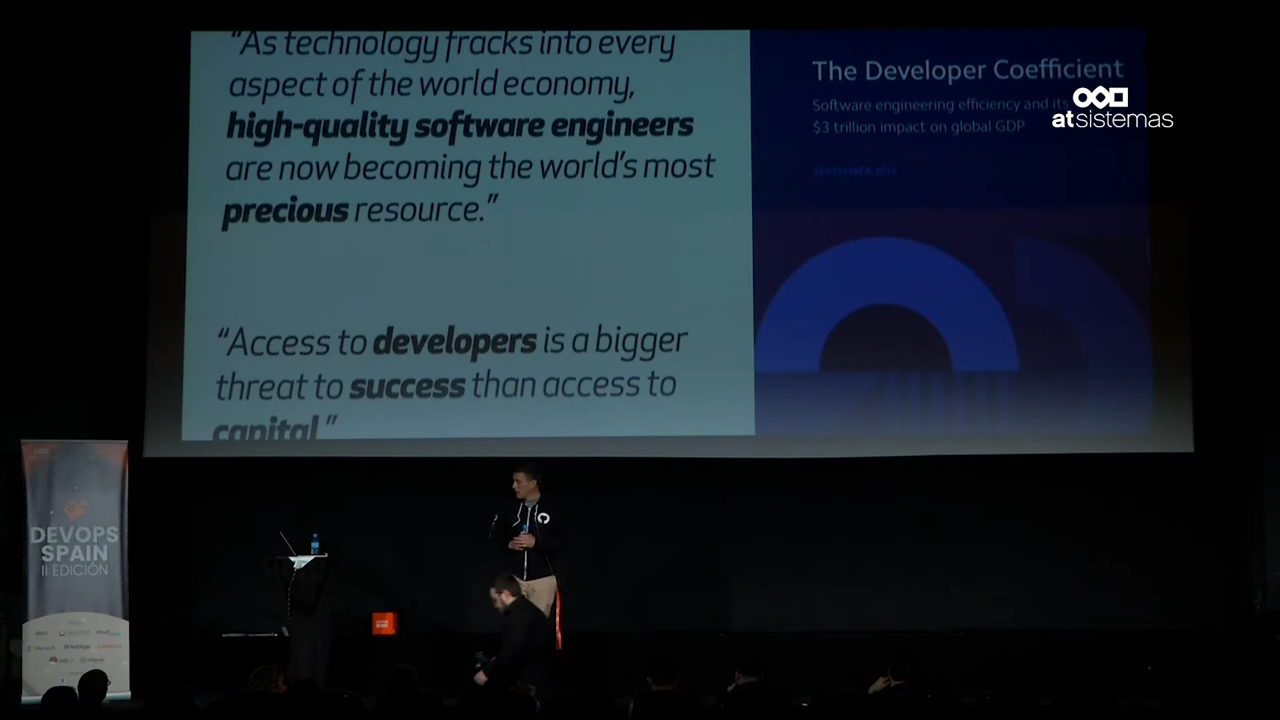 “As technology fracks into every
aspect of the world economy,
high-quality software engineers
are now becoming the world’s most
precious resource.”
“Access to developers is a bigger
threat to success than access to
capital.”
The Developer Coefficient
Software engineering efficiency and its
$3 trillion impact on global GDP
SEPTEMBER 2018
atsistemas
DEVOPS
SPAIN
II EDICIÓN